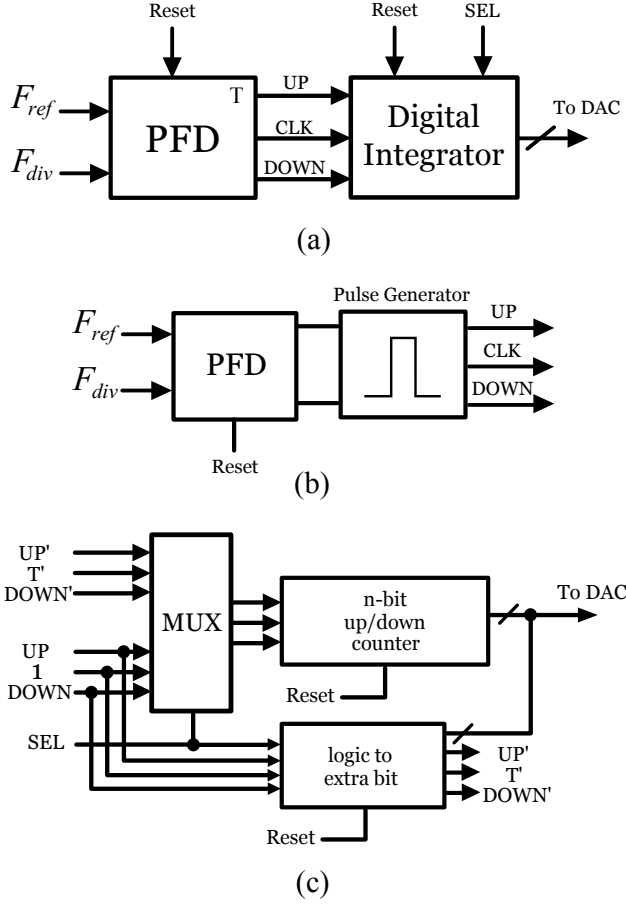 Reset
Reset
SEL
F_ref
T
UP
PFD
CLK
Digital
Integrator
To DAC
F_div
DOWN
(a)
Pulse Generator
F_ref
UP
PFD
CLK
F_div
DOWN
Reset
(b)
UP'
T'
DOWN'
MUX
n-bit
up/down
counter
To DAC
UP
1
DOWN
Reset
SEL
logic to
extra bit
UP'
T'
DOWN'
Reset
(c)